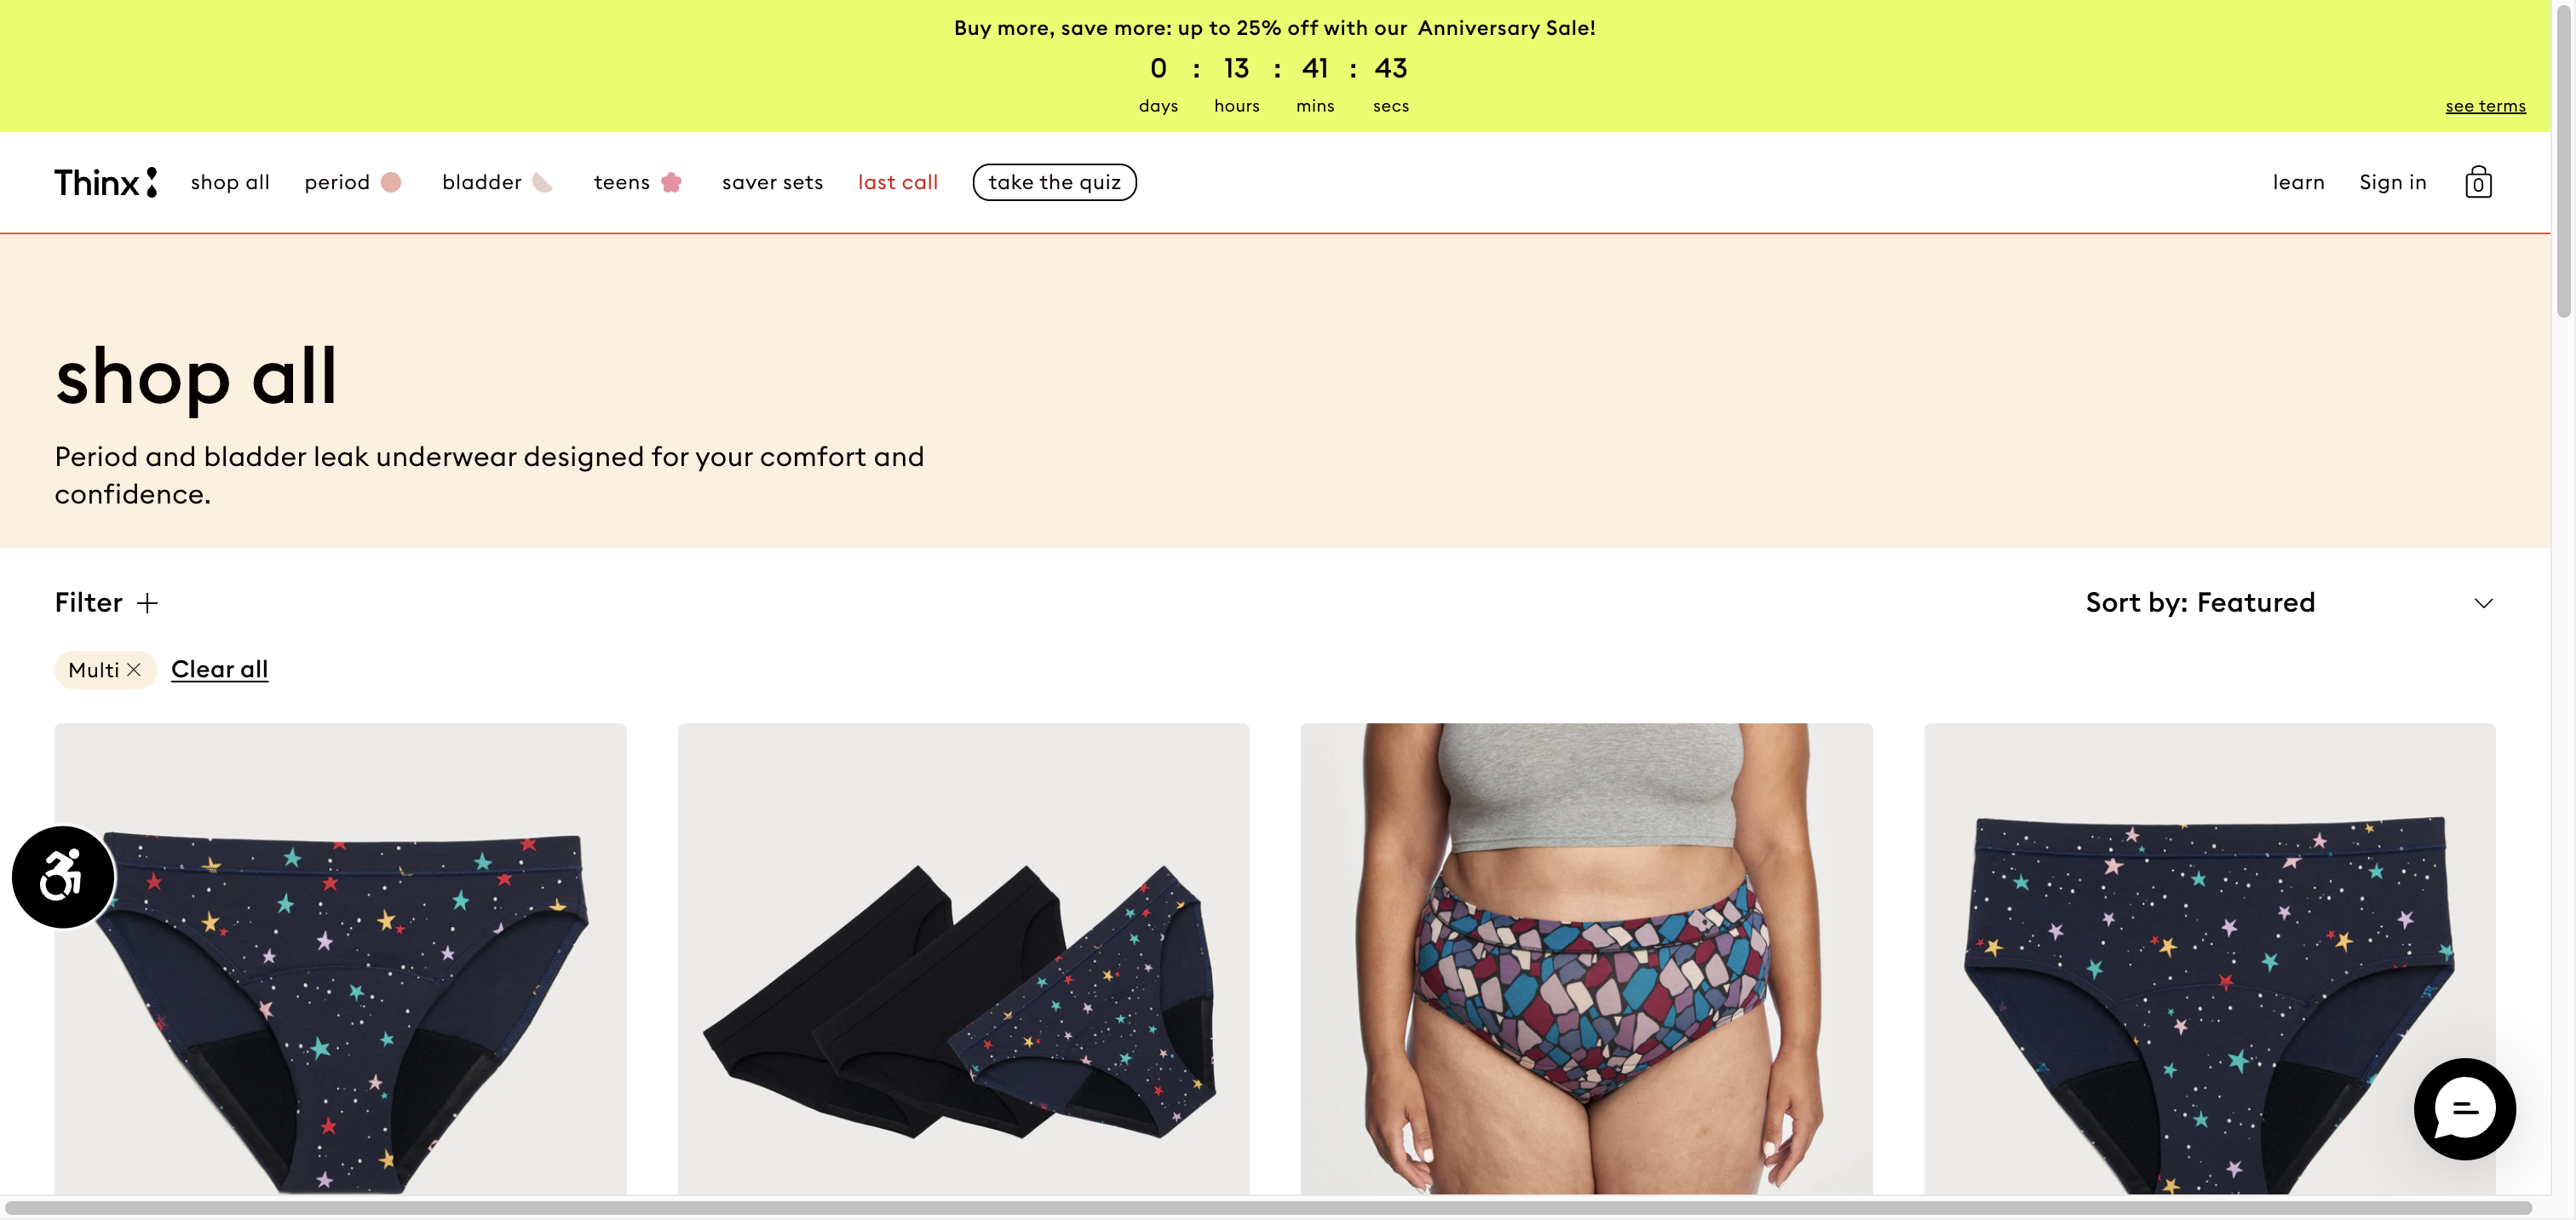 Buy more, save more: up to 25% off with our Anniversary Sale!
0 : 13 : 41 : 43
days hours mins secs
see terms
Thinx shop all period bladder teens saver sets last call take the quiz learn Sign in 0
shop all
Period and bladder leak underwear designed for your comfort and
confidence.
Filter
Sort by: Featured
Multi Clear all